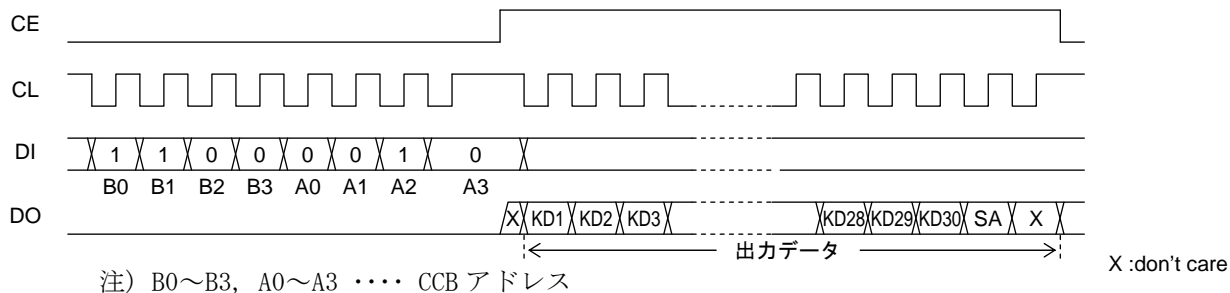 CE
CL
DI 1 1 0 0 0 0 1 0
B0 B1 B2 B3 A0 A1 A2 A3
DO X KD1 KD2 KD3 KD28 KD29 KD30 SA X
出力データ
X :don't care
注) B0～B3, A0～A3 ‥‥ CCB アドレス